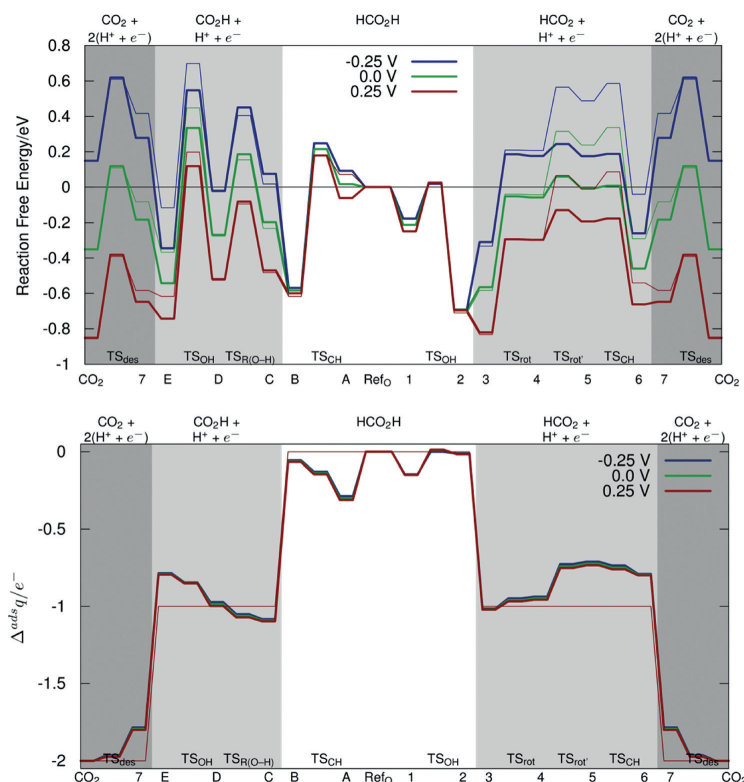 CO₂ +
2(H⁺ + e⁻)
CO₂H +
H⁺ + e⁻
HCO₂H
HCO₂ +
H⁺ + e⁻
CO₂ +
2(H⁺ + e⁻)
Reaction Free Energy/eV
0.8
0.6
0.4
0.2
0
-0.2
-0.4
-0.6
-0.8
-1
-0.25 V
0.0 V
0.25 V
TSdes TSOH TSR(O–H) TSCH TSOH TSrot TSrot' TSCH TSdes
CO₂ 7 E D C B A RefO 1 2 3 4 5 6 7 CO₂
CO₂ +
2(H⁺ + e⁻)
CO₂H +
H⁺ + e⁻
HCO₂H
HCO₂ +
H⁺ + e⁻
CO₂ +
2(H⁺ + e⁻)
Δᵃᵈˢq/e⁻
0
-0.5
-1
-1.5
-2
-0.25 V
0.0 V
0.25 V
TSdes TSOH TSR(O–H) TSCH TSOH TSrot TSrot' TSCH TSdes
CO₂ 7 E D C B A RefO 1 2 3 4 5 6 7 CO₂